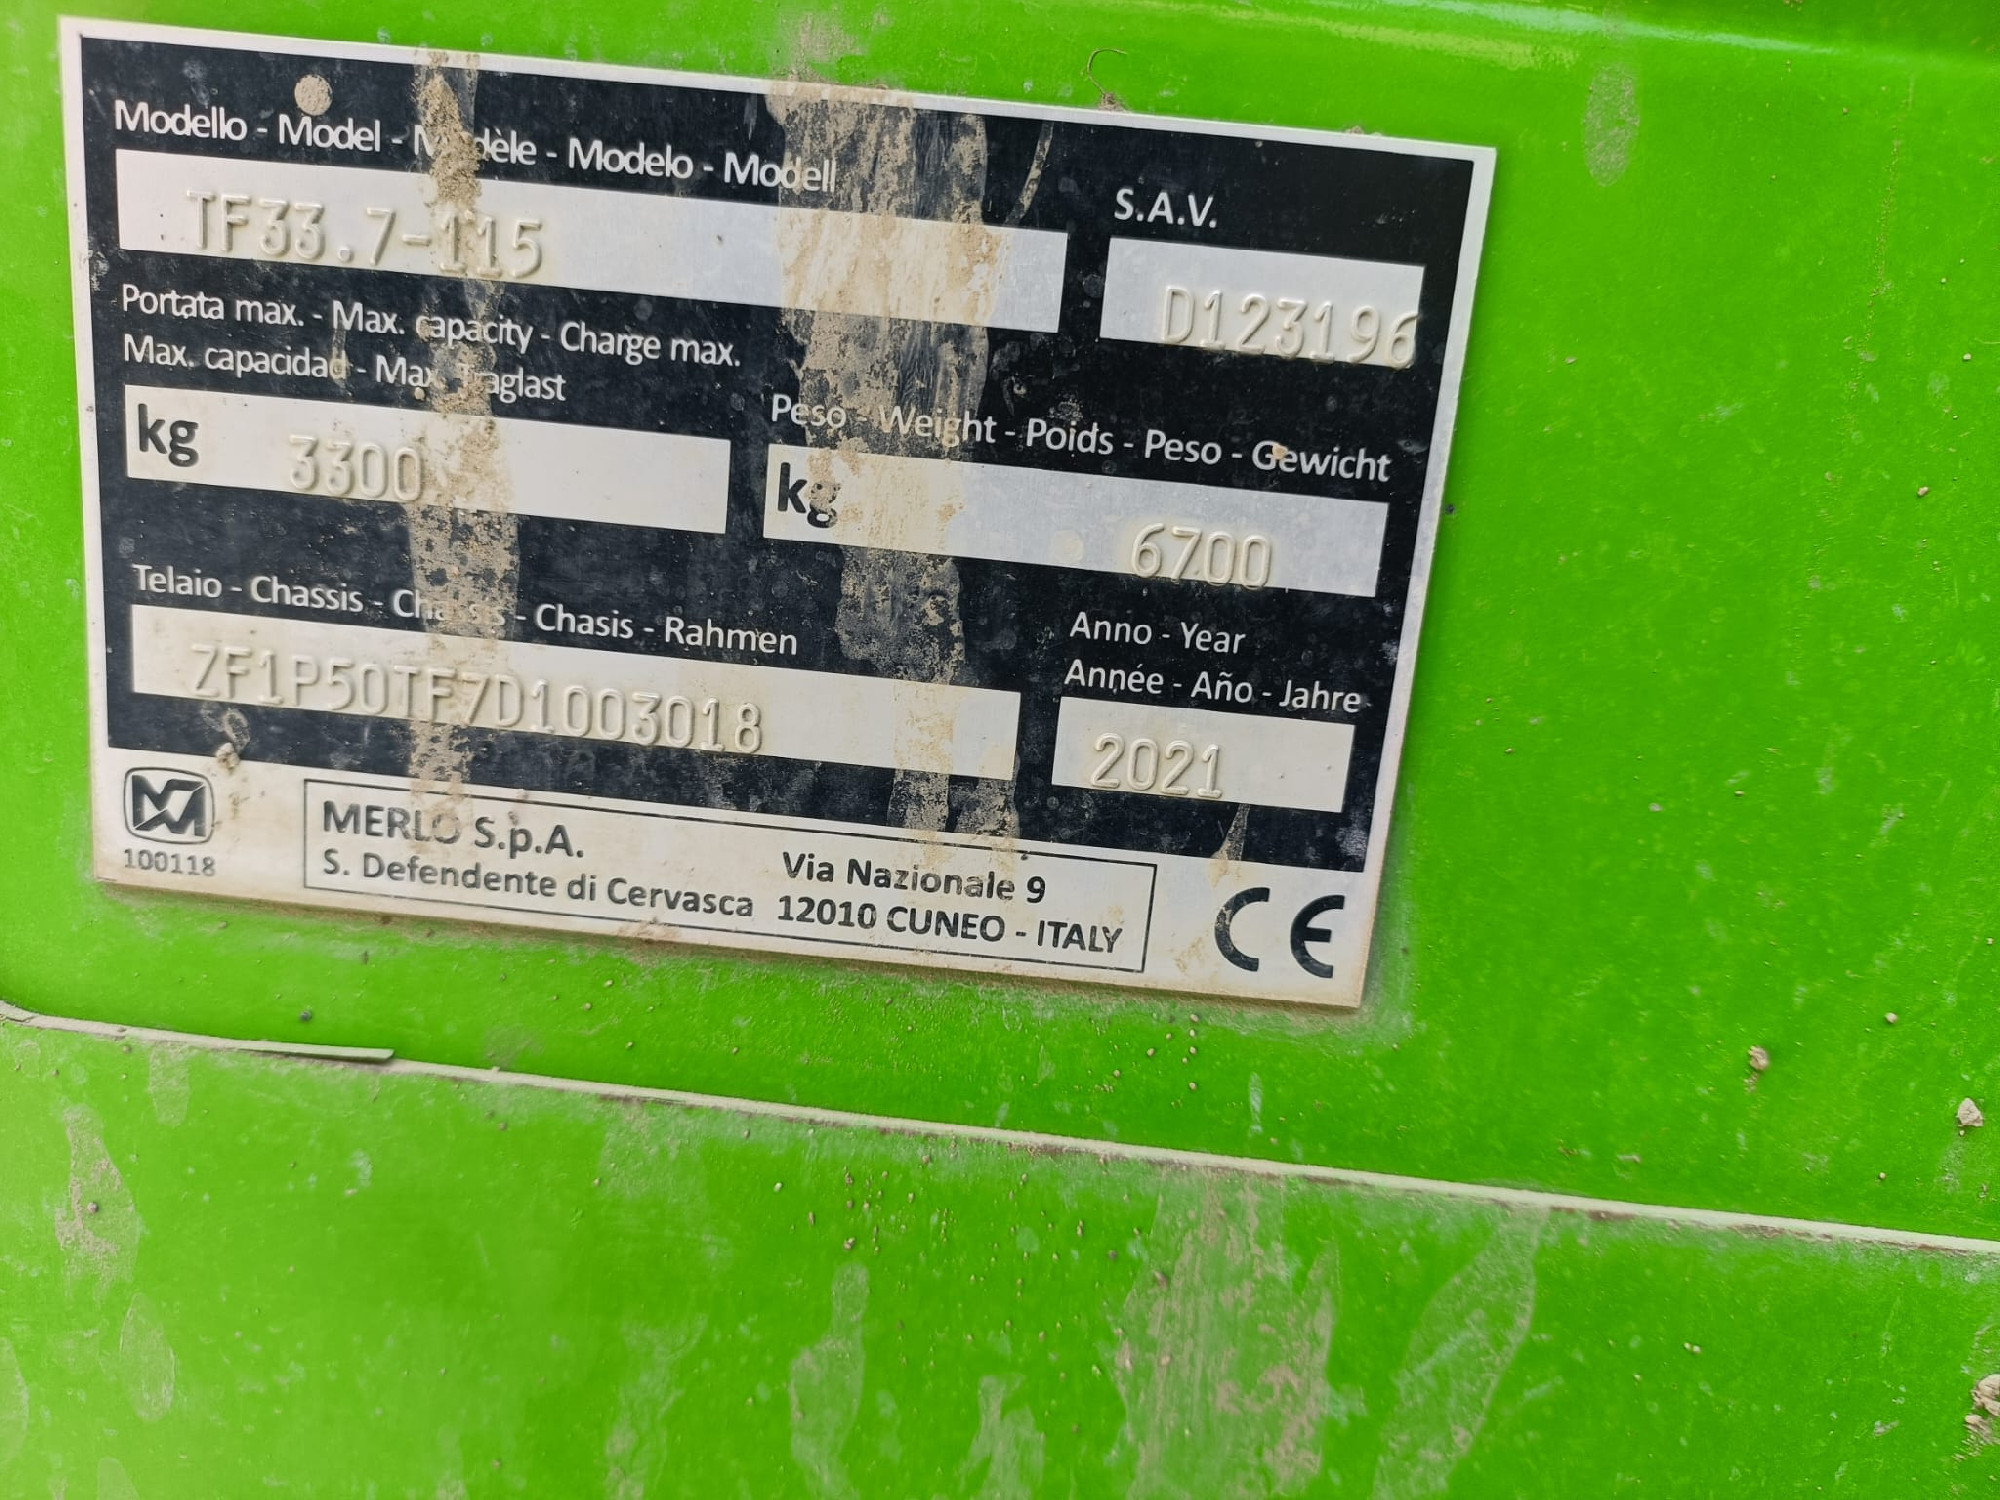 Modello - Model - Modèle - Modelo - Modell
TF33.7-115
S.A.V.
D123196
Portata max. - Max. capacity - Charge max.
Max. capacidad - Max. Traglast
kg 3300
Peso - Weight - Poids - Peso - Gewicht
kg 6700
Telaio - Chassis - Chassis - Chasis - Rahmen
ZF1P50TF7D1003018
Anno - Year
Année - Año - Jahre
2021
100118
MERLO S.p.A.
S. Defendente di Cervasca
Via Nazionale 9
12010 CUNEO - ITALY
CE